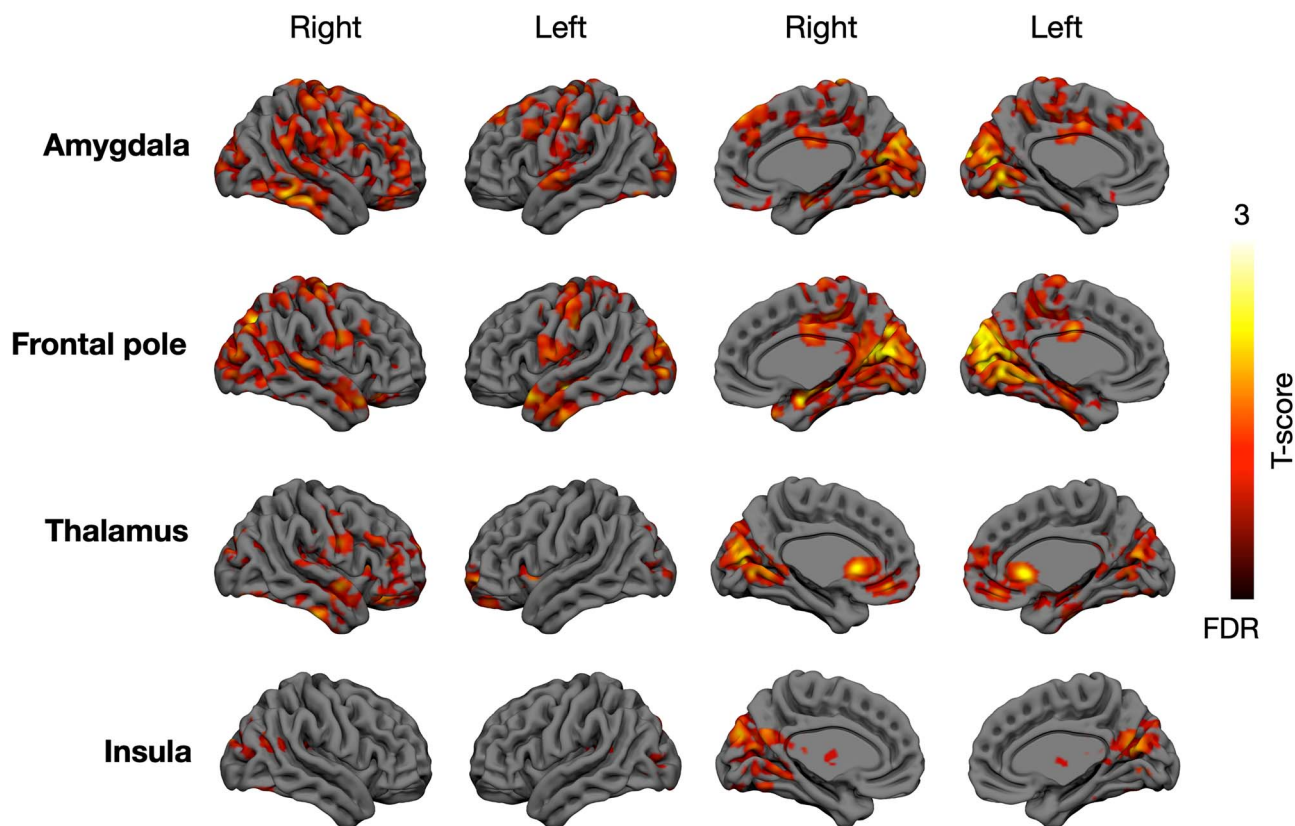 Right Left Right Left
Amygdala
3
Frontal pole
T-score
Thalamus
FDR
Insula